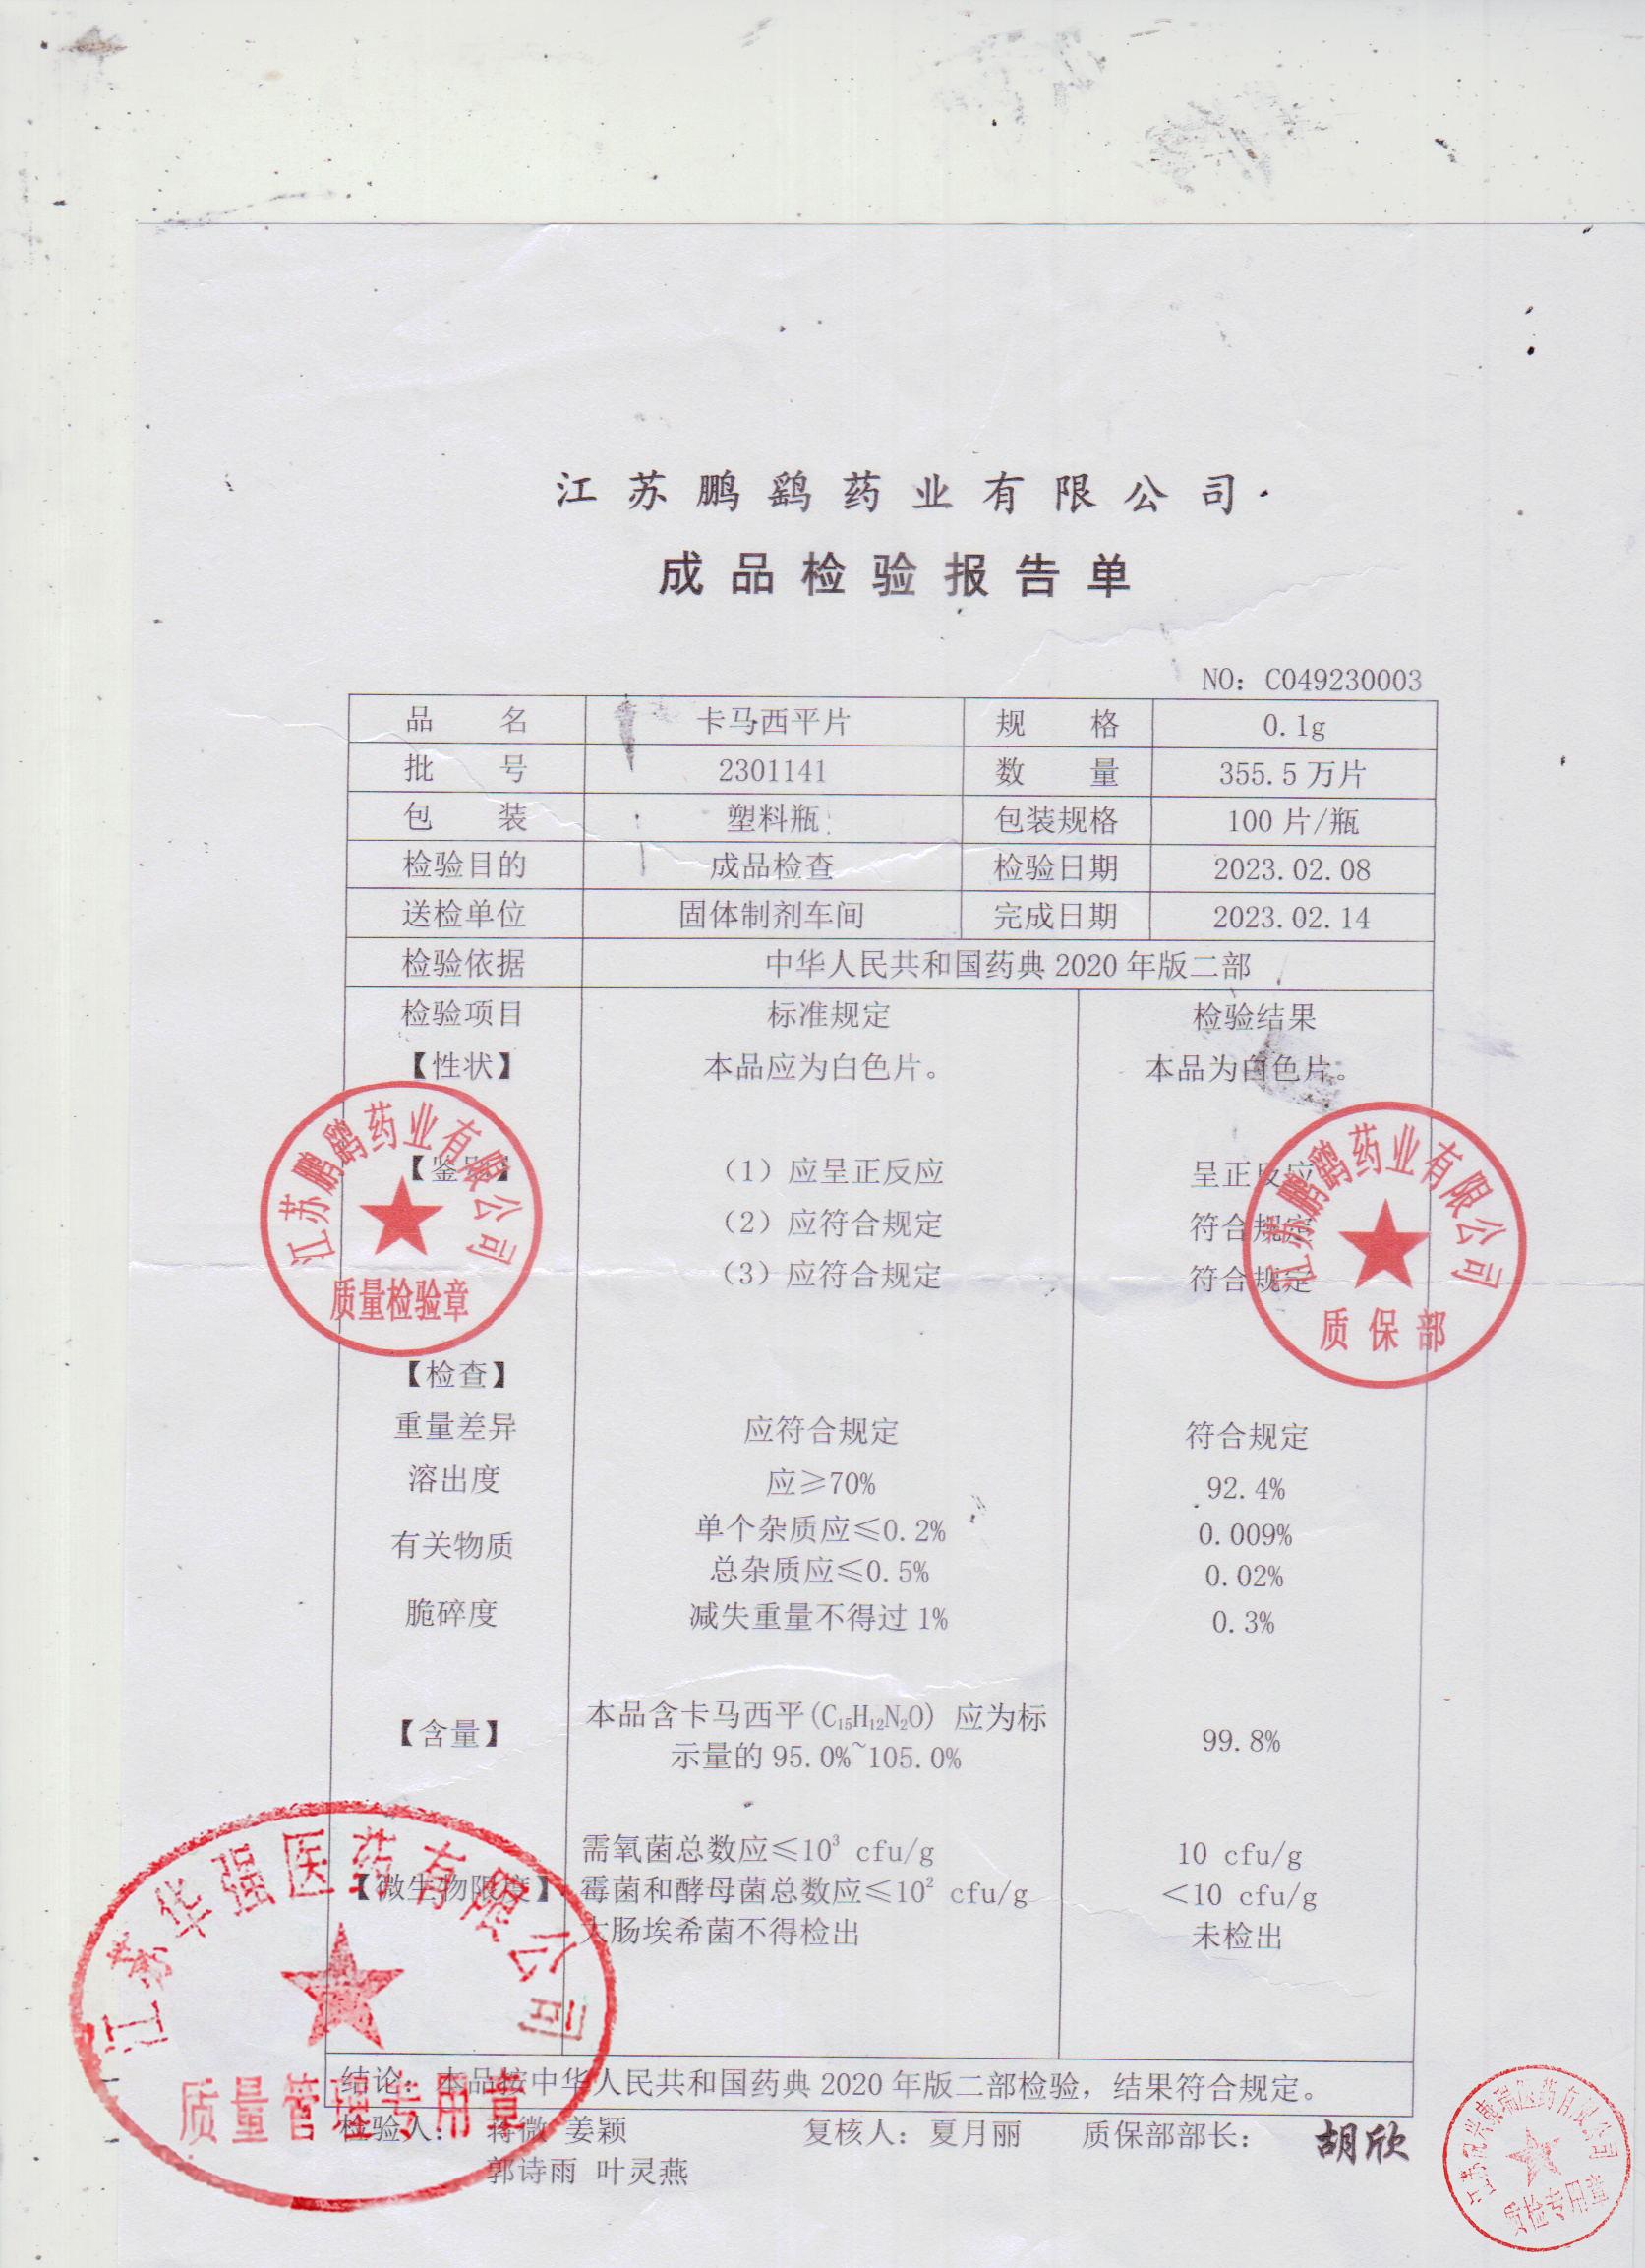 江苏鹏鹞药业有限公司
成品检验报告单
NO: C049230003
品 名 卡马西平片 规 格 0.1g
批 号 2301141 数 量 355.5万片
包 装 塑料瓶 包装规格 100片/瓶
检验目的 成品检查 检验日期 2023.02.08
送检单位 固体制剂车间 完成日期 2023.02.14
检验依据 中华人民共和国药典2020年版二部
检验项目 标准规定 检验结果
【性状】 本品应为白色片。 本品为白色片。
【鉴别】 (1)应呈正反应 呈正反应
(2)应符合规定 符合规定
(3)应符合规定 符合规定
江苏鹏鹞药业有限公司
质量检验章
江苏鹏鹞药业有限公司
质保部
【检查】
重量差异 应符合规定 符合规定
溶出度 应≥70% 92.4%
有关物质 单个杂质应≤0.2% 0.009%
总杂质应≤0.5% 0.02%
脆碎度 减失重量不得过1% 0.3%
【含量】 本品含卡马西平(C₁₅H₁₂N₂O) 应为标
示量的95.0%~105.0% 99.8%
需氧菌总数应≤10³ cfu/g 10 cfu/g
【微生物限度】 霉菌和酵母菌总数应≤10² cfu/g <10 cfu/g
大肠埃希菌不得检出 未检出
江苏华强医药有限公司
质量管理专用章
结论: 本品按中华人民共和国药典2020年版二部检验，结果符合规定。
检验人: 蒋微 姜颖 复核人: 夏月丽 质保部部长: 胡欣
郭诗雨 叶灵燕